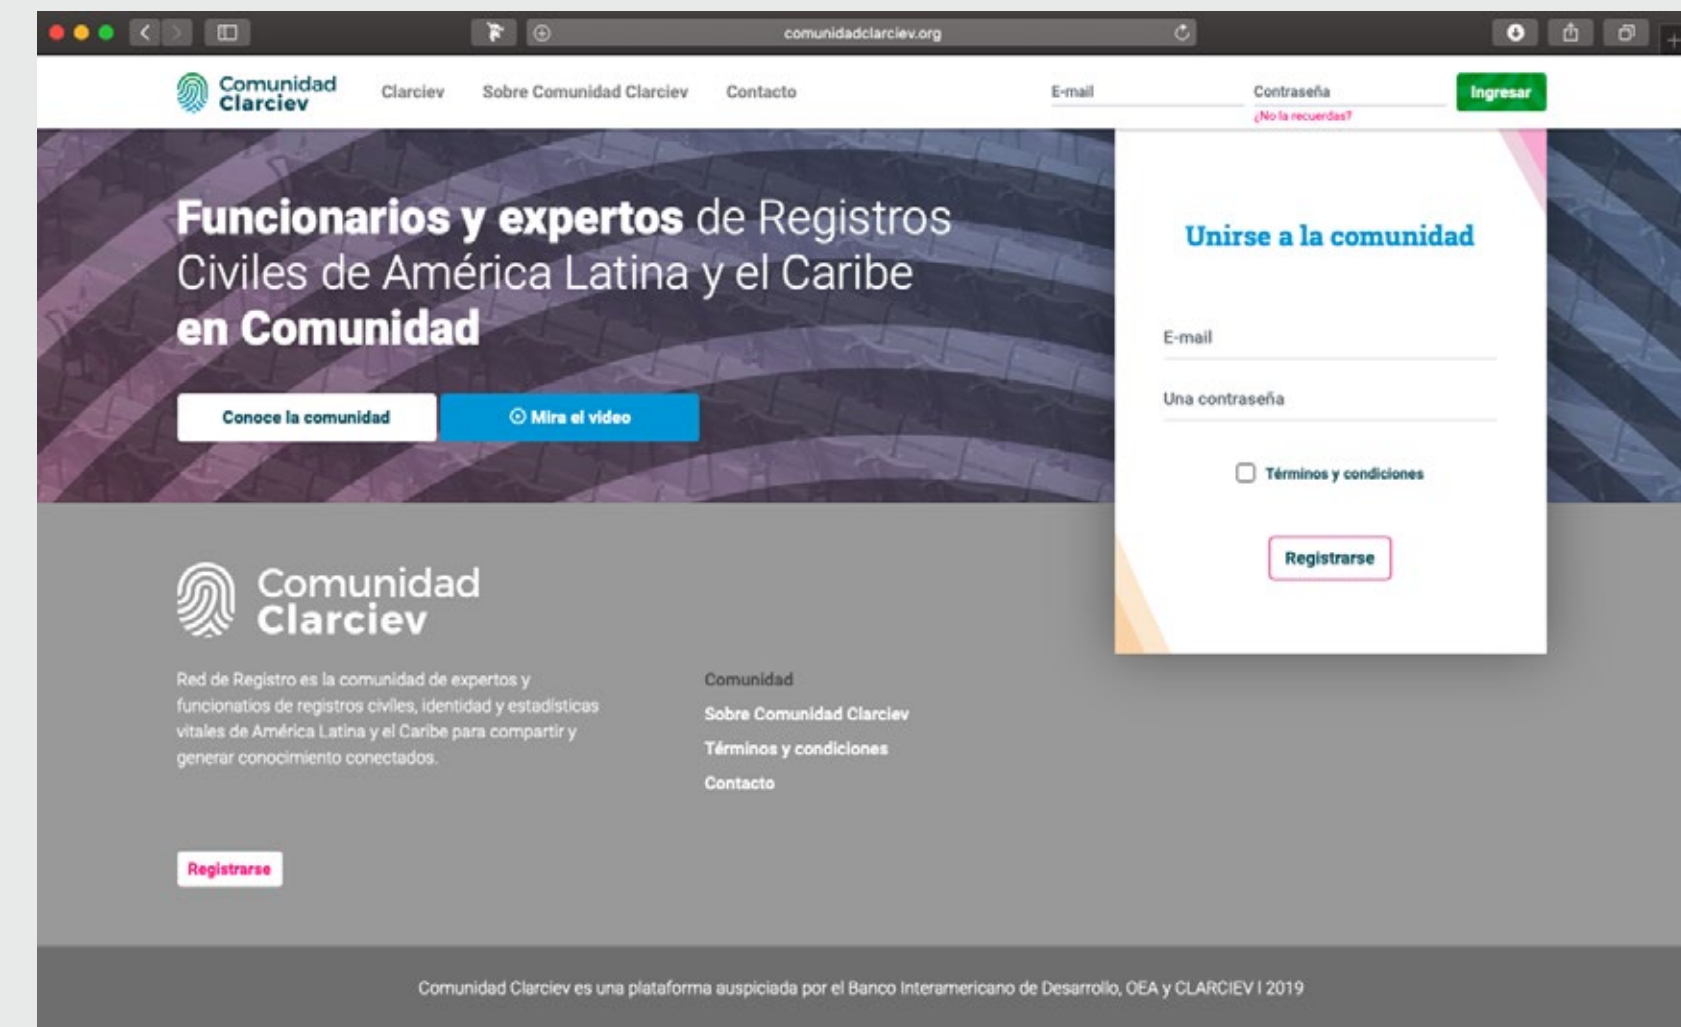 comunidadclarciev.org
Comunidad
Clarciev
Clarciev
Sobre Comunidad Clarciev
Contacto
E-mail
Contraseña
¿No la recuerdas?
Ingresar
Funcionarios y expertos de Registros
Civiles de América Latina y el Caribe
en Comunidad
Conoce la comunidad
Mira el video
Unirse a la comunidad
E-mail
Una contraseña
Términos y condiciones
Registrarse
Comunidad
Clarciev
Red de Registro es la comunidad de expertos y
funcionatios de registros civiles, identidad y estadísticas
vitales de América Latina y el Caribe para compartir y
generar conocimiento conectados.
Comunidad
Sobre Comunidad Clarciev
Términos y condiciones
Contacto
Registrarse
Comunidad Clarciev es una plataforma auspiciada por el Banco Interamericano de Desarrollo, OEA y CLARCIEV | 2019